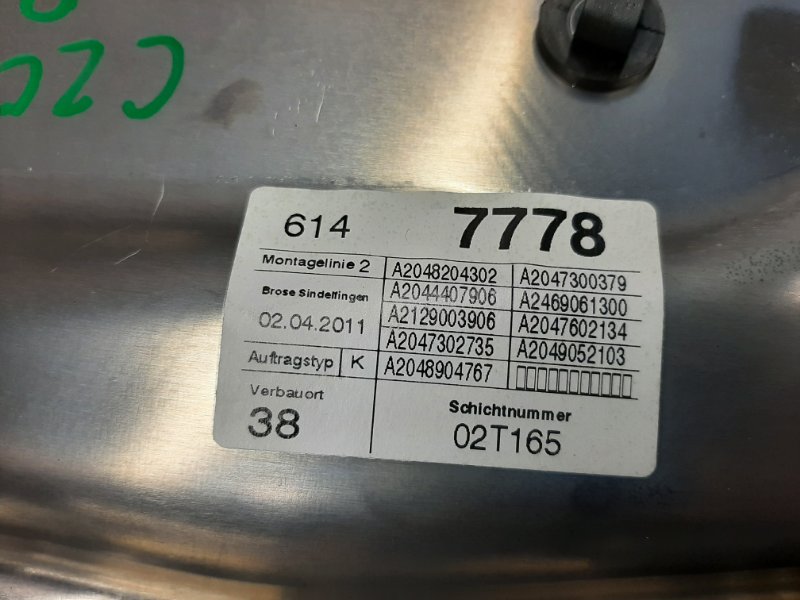 CZC
614 7778
Montagelinie 2 A2048204302 A2047300379
Brose Sindelfingen A2044407906 A2469061300
02.04.2011 A2129003906 A2047602134
A2047302735 A2049052103
Auftragstyp K A2048904767
Verbauort Schichtnummer
38 02T165